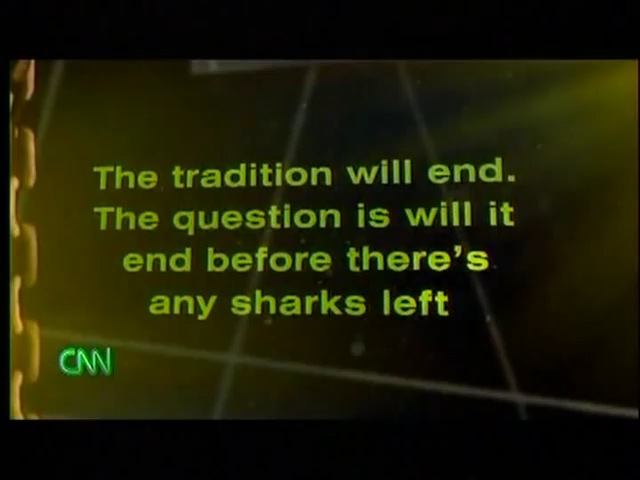 The tradition will end.
The question is will it
end before there's
any sharks left
CNN